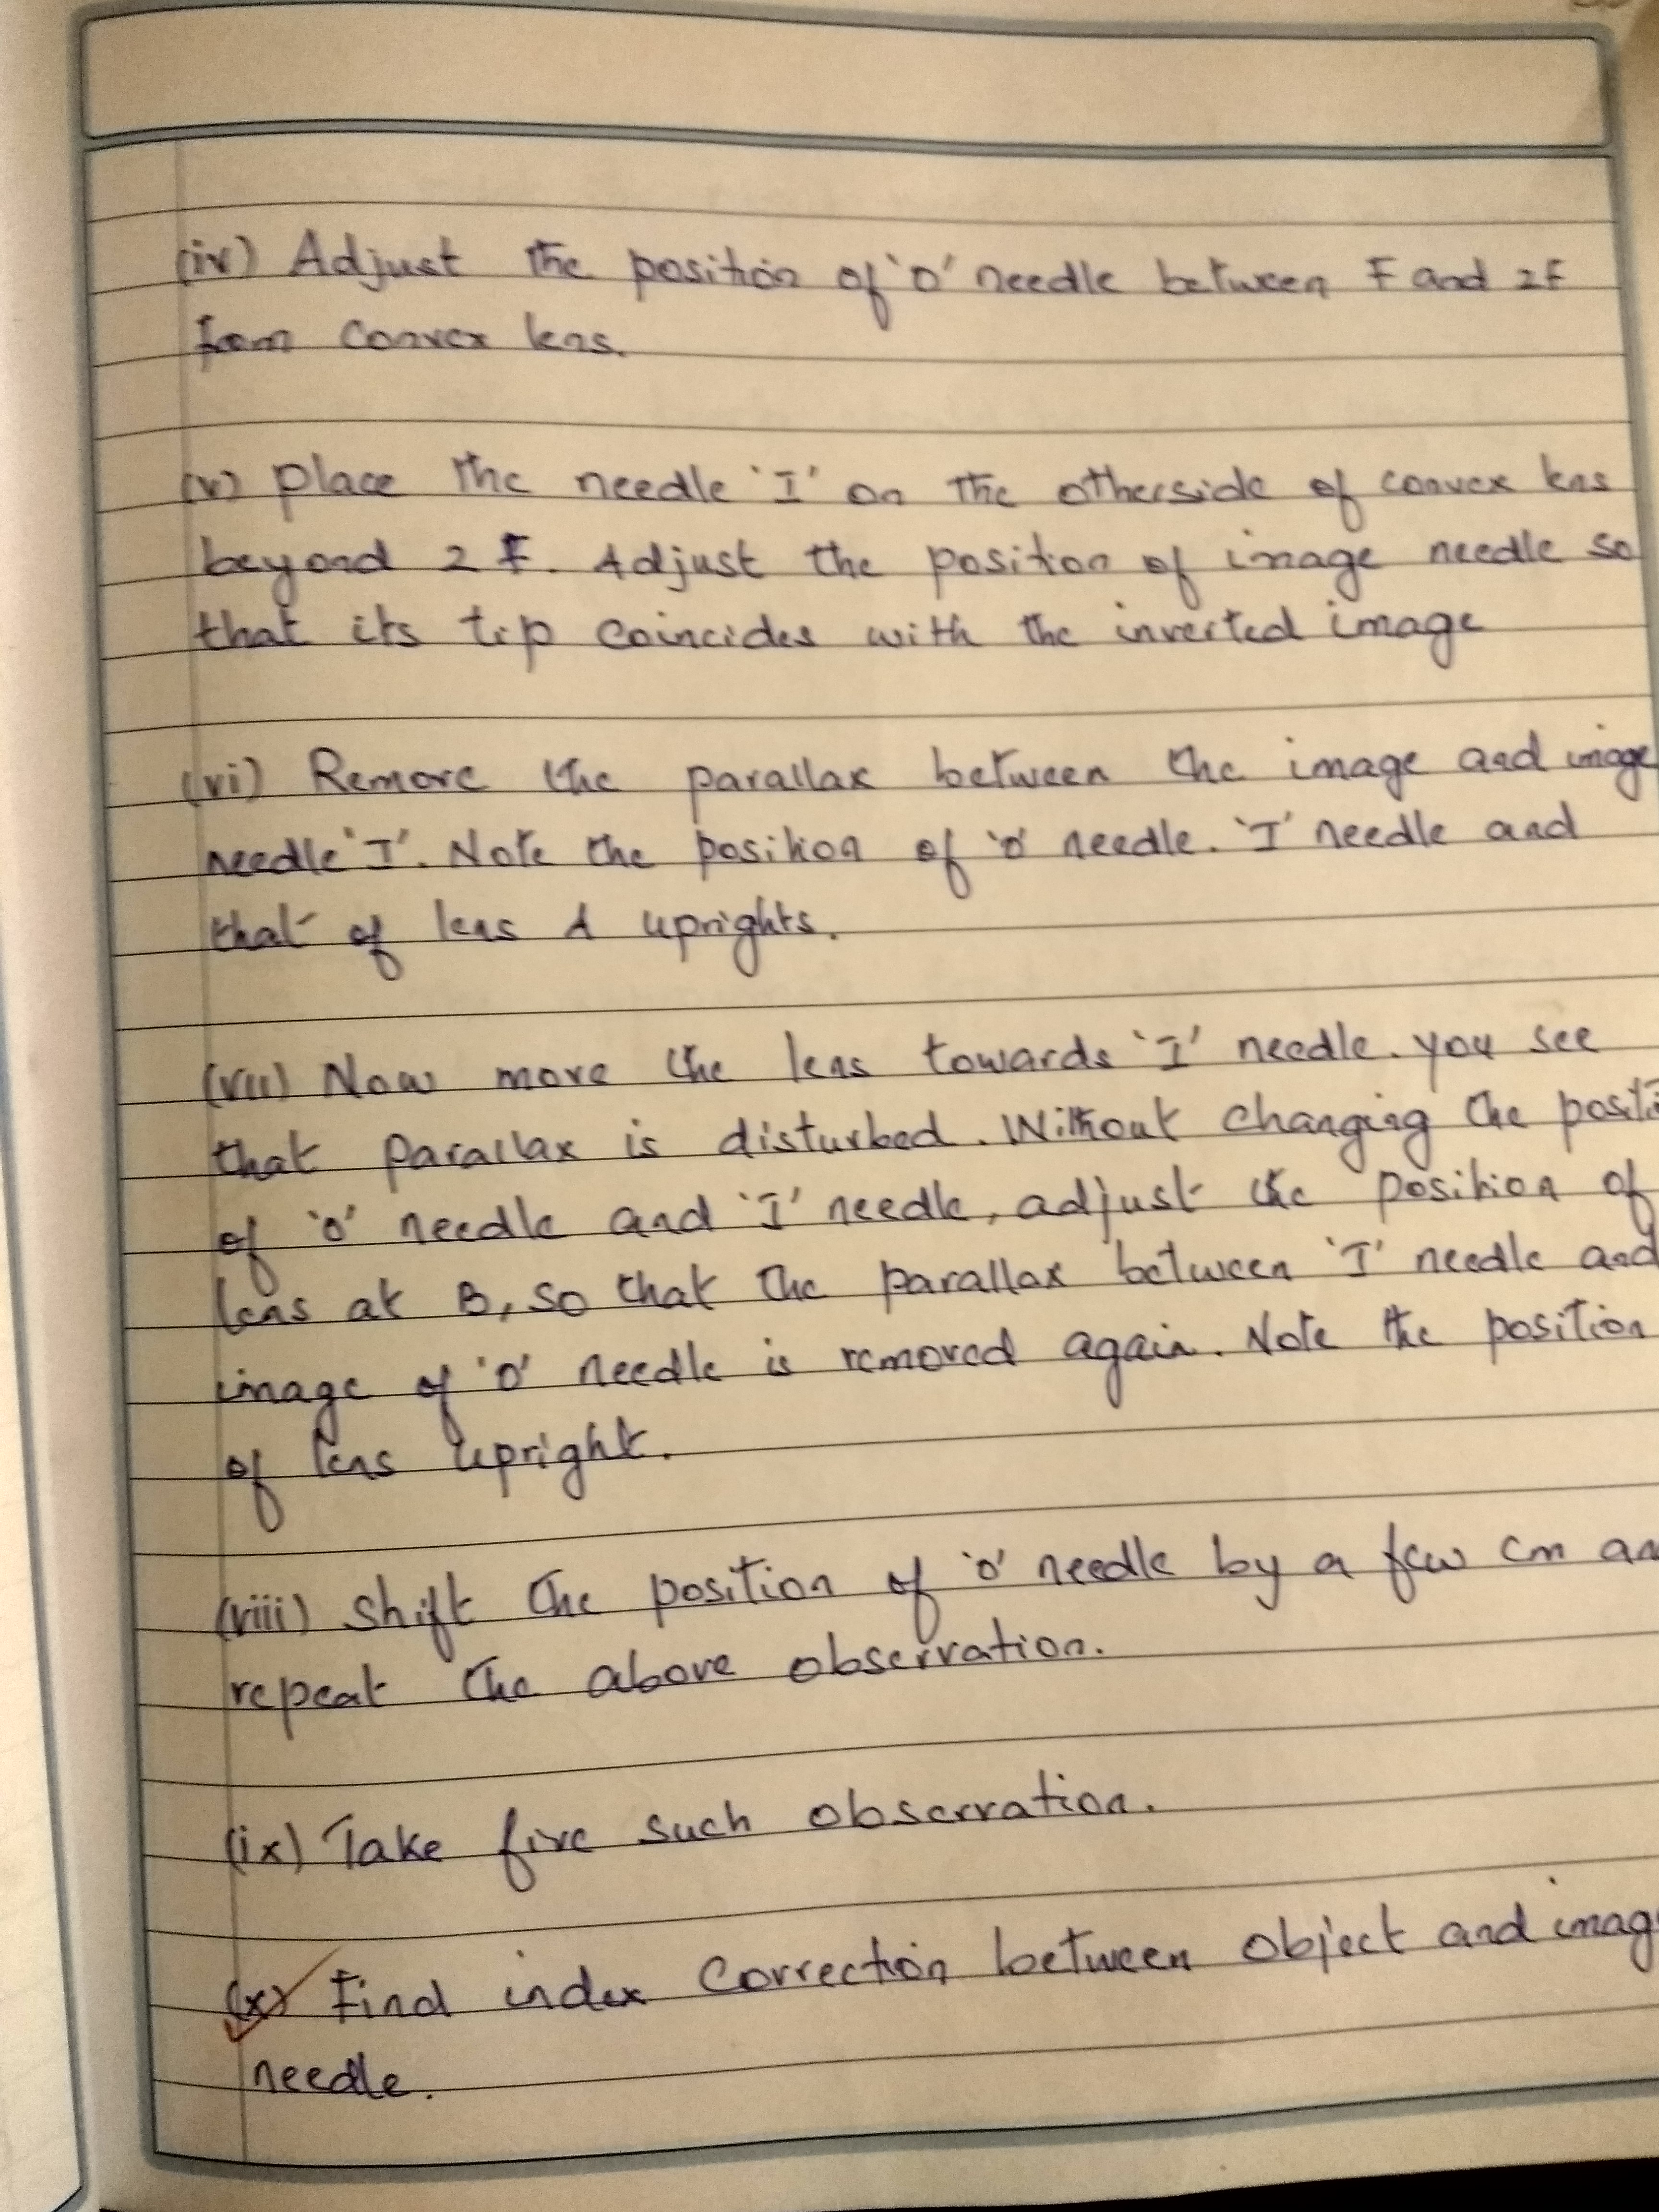 (iv) Adjust the position of 'O' needle between F and 2F
from convex lens.
(v) place the needle 'I' on the otherside of convex lens
beyond 2 F. Adjust the position of image needle so
that its tip coincides with the inverted image
(vi) Remove the parallax between the image and image
needle 'I'. Note the position of 'O' needle. 'I' needle and
that of lens & uprights.
(vii) Now move the lens towards 'I' needle. you see
that parallax is disturbed. Without changing the positi
of 'O' needle and 'I' needle, adjust the position of
lens at B, so that the parallax between 'I' needle and
image of 'O' needle is removed again. Note the position
of lens upright.
(viii) Shift the position of 'O' needle by a few cm an
repeat the above observation.
(ix) Take five such observation.
(x) Find index Correction between object and imag
needle.